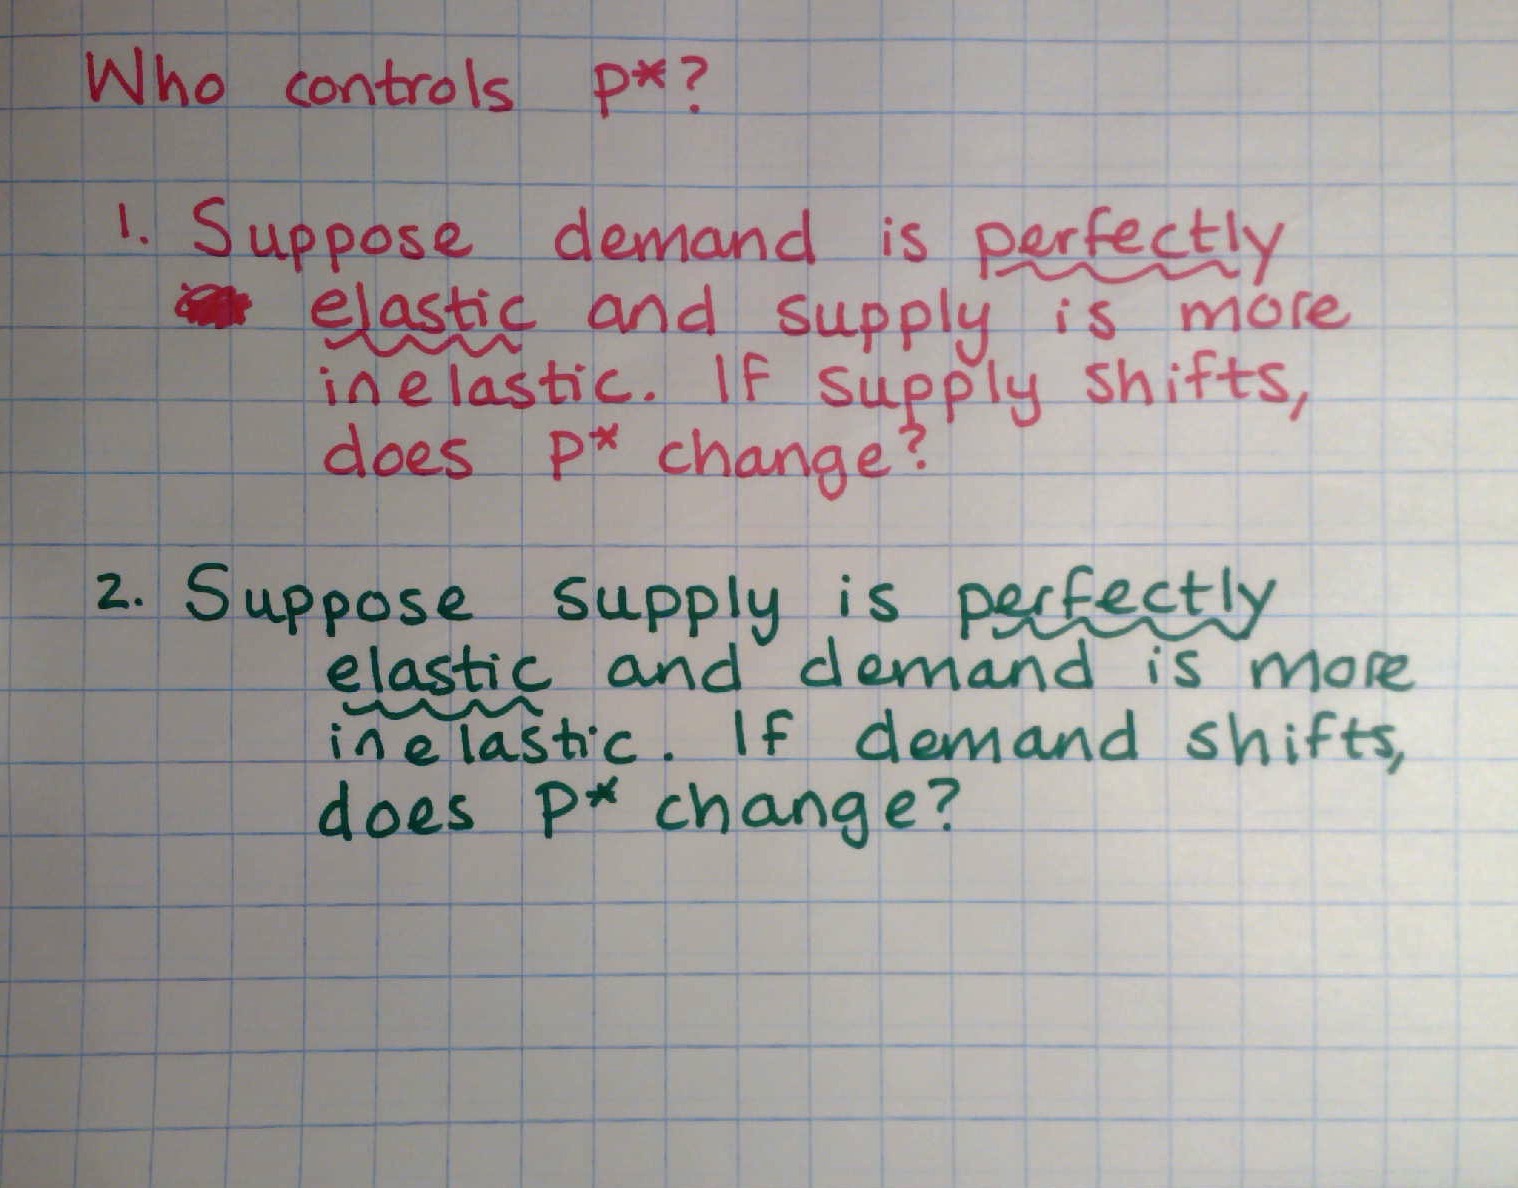 Who controls P*?
1. Suppose demand is perfectly
elastic and supply is more
inelastic. If supply shifts,
does P* change?
2. Suppose supply is perfectly
elastic and demand is more
inelastic. If demand shifts,
does P* change?